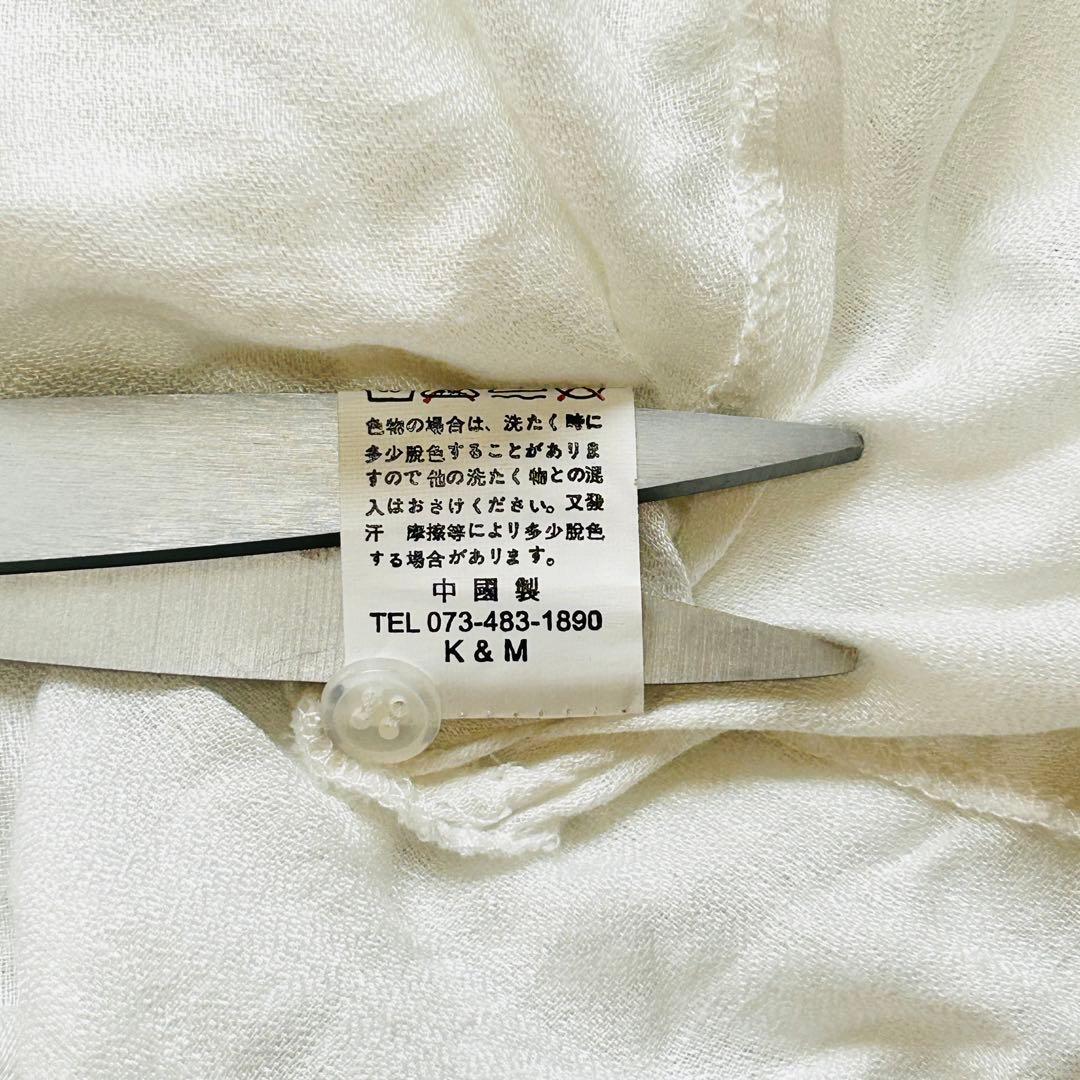 色物の場合は、洗たく時に
多少脱色することがありま
すので他の洗たく物との混
入はおさけください。又発
汗 摩擦等により多少脱色
する場合があります。
中國製
TEL 073-483-1890
K & M